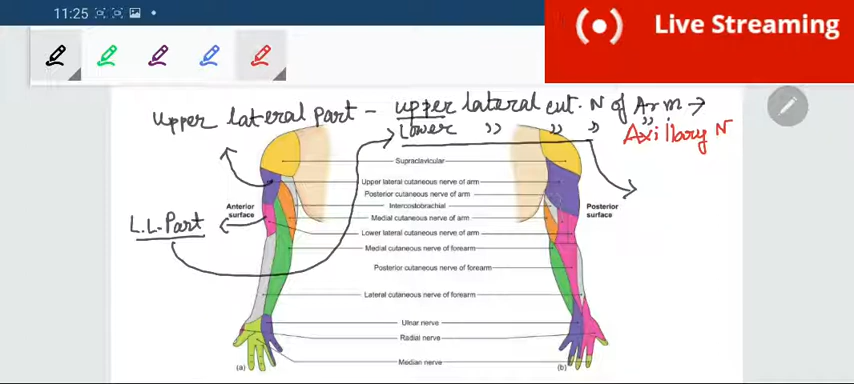 11:25
Live Streaming
Upper lateral part - upper lateral cut. N of Arm →
Lower " " " "
Axillary N
Supraclavicular
Upper lateral cutaneous nerve of arm
Posterior cutaneous nerve of arm
Anterior surface
Intercostobrachial
Posterior surface
Medial cutaneous nerve of arm
L.L.Part
Lower lateral cutaneous nerve of arm
Medial cutaneous nerve of forearm
Posterior cutaneous nerve of forearm
Lateral cutaneous nerve of forearm
Ulnar nerve
Radial nerve
Median nerve
(a)
(b)